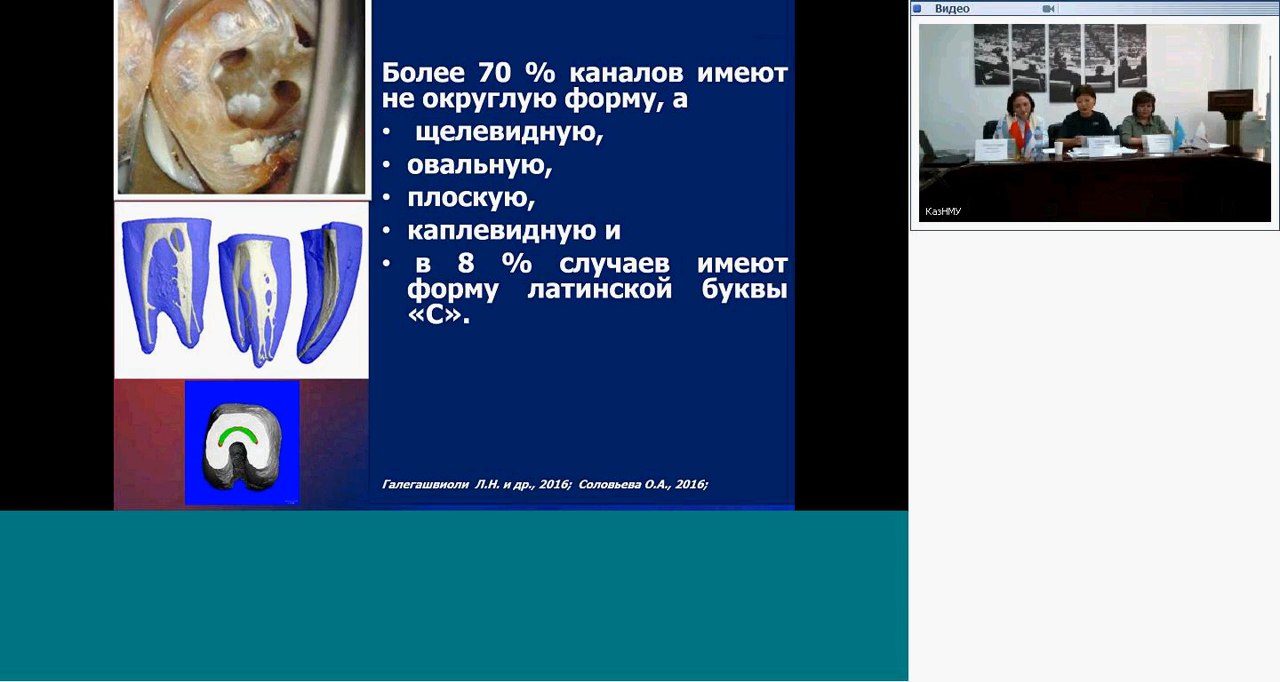 Более 70 % каналов имеют
не округлую форму, а
• щелевидную,
• овальную,
• плоскую,
• каплевидную и
• в 8 % случаев имеют
форму латинской буквы
«С».
Галегашвиоли Л.Н. и др., 2016; Соловьева О.А., 2016;
Видео
КазНМУ